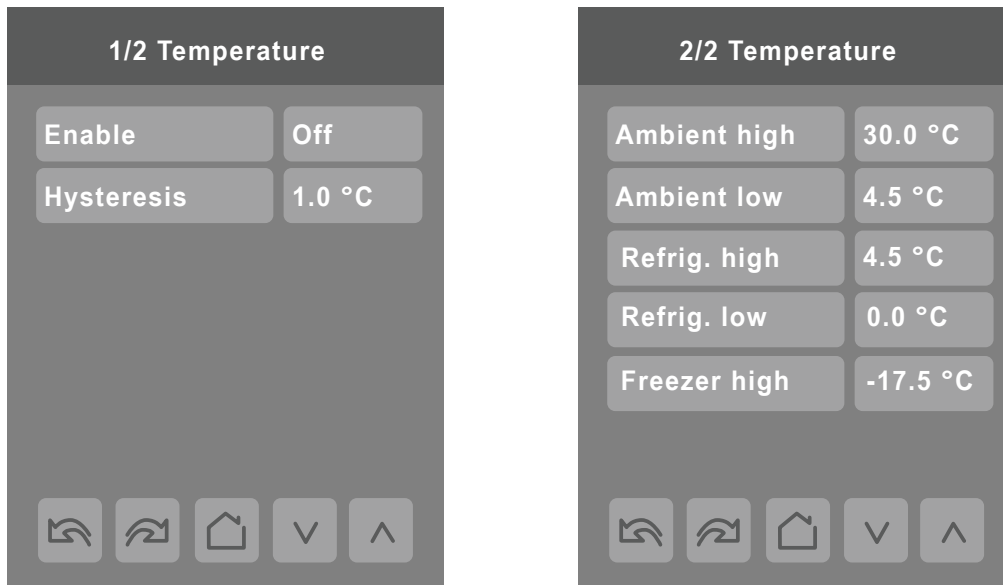 1/2 Temperature
Enable Off
Hysteresis 1.0 °C
2/2 Temperature
Ambient high 30.0 °C
Ambient low 4.5 °C
Refrig. high 4.5 °C
Refrig. low 0.0 °C
Freezer high -17.5 °C